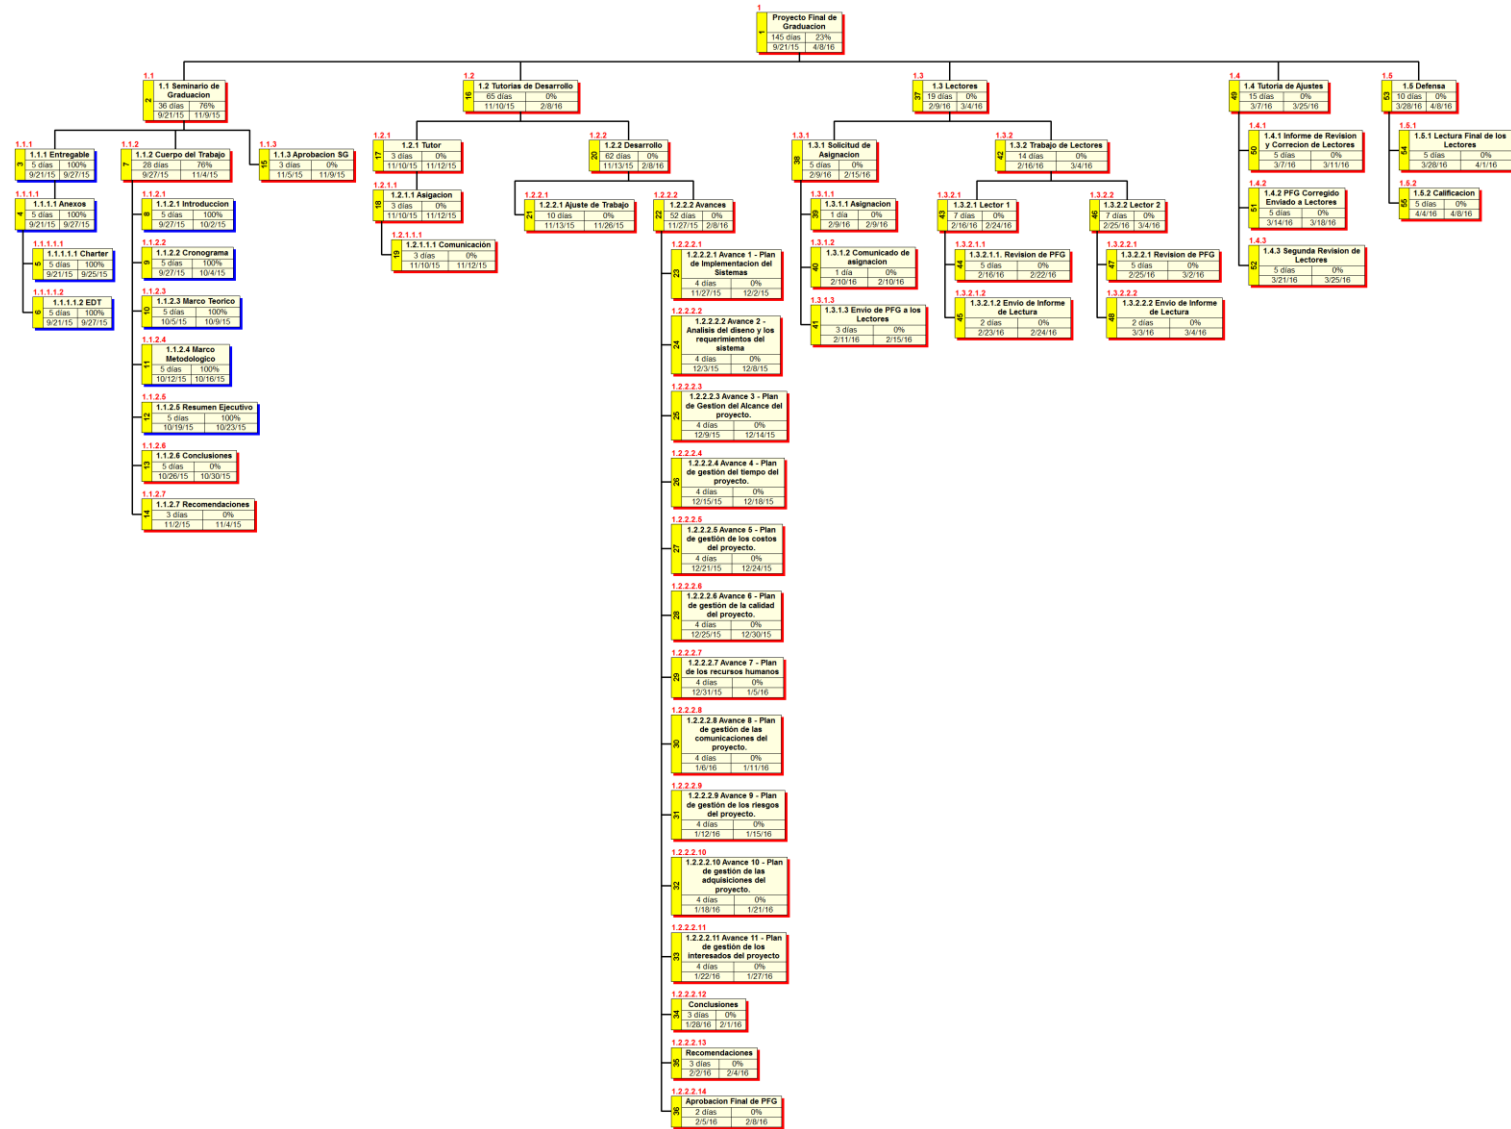 1
Proyecto Final de
Graduacion
1
145 días 23%
9/21/15 4/8/16
1.1
1.1 Seminario de
Graduacion
2
36 días 76%
9/21/15 11/9/15
1.1.1
1.1.1 Entregable
3
5 días 100%
9/21/15 9/27/15
1.1.1.1
1.1.1.1 Anexos
4
5 días 100%
9/21/15 9/27/15
1.1.1.1.1
1.1.1.1.1 Charter
5
5 días 100%
9/21/15 9/25/15
1.1.1.1.2
1.1.1.1.2 EDT
6
5 días 100%
9/21/15 9/27/15
1.1.2
1.1.2 Cuerpo del Trabajo
7
28 días 76%
9/27/15 11/4/15
1.1.2.1
1.1.2.1 Introduccion
8
5 días 100%
9/27/15 10/2/15
1.1.2.2
1.1.2.2 Cronograma
9
5 días 100%
9/27/15 10/4/15
1.1.2.3
1.1.2.3 Marco Teorico
10
5 días 100%
10/5/15 10/9/15
1.1.2.4
1.1.2.4 Marco
Metodologico
11
5 días 100%
10/12/15 10/16/15
1.1.2.5
1.1.2.5 Resumen Ejecutivo
12
5 días 100%
10/19/15 10/23/15
1.1.2.6
1.1.2.6 Conclusiones
13
5 días 0%
10/26/15 10/30/15
1.1.2.7
1.1.2.7 Recomendaciones
14
3 días 0%
11/2/15 11/4/15
1.1.3
1.1.3 Aprobacion SG
15
3 días 0%
11/5/15 11/9/15
1.2
1.2 Tutorias de Desarrollo
16
65 días 0%
11/10/15 2/8/16
1.2.1
1.2.1 Tutor
17
3 días 0%
11/10/15 11/12/15
1.2.1.1
1.2.1.1 Asigacion
18
3 días 0%
11/10/15 11/12/15
1.2.1.1.1
1.2.1.1.1 Comunicación
19
3 días 0%
11/10/15 11/12/15
1.2.2
1.2.2 Desarrollo
20
62 días 0%
11/13/15 2/8/16
1.2.2.1
1.2.2.1 Ajuste de Trabajo
21
10 días 0%
11/13/15 11/26/15
1.2.2.2
1.2.2.2 Avances
22
52 días 0%
11/27/15 2/8/16
1.2.2.2.1
1.2.2.2.1 Avance 1 - Plan
de Implementacion del
Sistemas
23
4 días 0%
11/27/15 12/2/15
1.2.2.2.2
1.2.2.2.2 Avance 2 -
Analisis del diseno y los
requerimientos del
sistema
24
4 días 0%
12/3/15 12/8/15
1.2.2.2.3
1.2.2.2.3 Avance 3 - Plan
de Gestion del Alcance del
proyecto.
25
4 días 0%
12/9/15 12/14/15
1.2.2.2.4
1.2.2.2.4 Avance 4 - Plan
de gestión del tiempo del
proyecto.
26
4 días 0%
12/15/15 12/18/15
1.2.2.2.5
1.2.2.2.5 Avance 5 - Plan
de gestión de los costos
del proyecto.
27
4 días 0%
12/21/15 12/24/15
1.2.2.2.6
1.2.2.2.6 Avance 6 - Plan
de gestión de la calidad
del proyecto.
28
4 días 0%
12/25/15 12/30/15
1.2.2.2.7
1.2.2.2.7 Avance 7 - Plan
de los recursos humanos
29
4 días 0%
12/31/15 1/5/16
1.2.2.2.8
1.2.2.2.8 Avance 8 - Plan
de gestión de las
comunicaciones del
proyecto.
30
4 días 0%
1/6/16 1/11/16
1.2.2.2.9
1.2.2.2.9 Avance 9 - Plan
de gestión de los riesgos
del proyecto.
31
4 días 0%
1/12/16 1/15/16
1.2.2.2.10
1.2.2.2.10 Avance 10 - Plan
de gestión de las
adquisiciones del
proyecto.
32
4 días 0%
1/18/16 1/21/16
1.2.2.2.11
1.2.2.2.11 Avance 11 - Plan
de gestión de los
interesados del proyecto
33
4 días 0%
1/22/16 1/27/16
1.2.2.2.12
Conclusiones
34
3 días 0%
1/28/16 2/1/16
1.2.2.2.13
Recomendaciones
35
3 días 0%
2/2/16 2/4/16
1.2.2.2.14
Aprobacion Final de PFG
36
2 días 0%
2/5/16 2/8/16
1.3
1.3 Lectores
37
19 días 0%
2/9/16 3/4/16
1.3.1
1.3.1 Solicitud de
Asignacion
38
5 días 0%
2/9/16 2/15/16
1.3.1.1
1.3.1.1 Asignacion
39
1 día 0%
2/9/16 2/9/16
1.3.1.2
1.3.1.2 Comunicado de
asignacion
40
1 día 0%
2/10/16 2/10/16
1.3.1.3
1.3.1.3 Envio de PFG a los
Lectores
41
3 días 0%
2/11/16 2/15/16
1.3.2
1.3.2 Trabajo de Lectores
42
14 días 0%
2/16/16 3/4/16
1.3.2.1
1.3.2.1 Lector 1
43
7 días 0%
2/16/16 2/24/16
1.3.2.1.1
1.3.2.1.1. Revision de PFG
44
5 días 0%
2/16/16 2/22/16
1.3.2.1.2
1.3.2.1.2 Envio de Informe
de Lectura
45
2 días 0%
2/23/16 2/24/16
1.3.2.2
1.3.2.2 Lector 2
46
7 días 0%
2/25/16 3/4/16
1.3.2.2.1
1.3.2.2.1 Revision de PFG
47
5 días 0%
2/25/16 3/2/16
1.3.2.2.2
1.3.2.2.2 Envio de Informe
de Lectura
48
2 días 0%
3/3/16 3/4/16
1.4
1.4 Tutoria de Ajustes
49
15 días 0%
3/7/16 3/25/16
1.4.1
1.4.1 Informe de Revision
y Correcion de Lectores
50
5 días 0%
3/7/16 3/11/16
1.4.2
1.4.2 PFG Corregido
Enviado a Lectores
51
5 días 0%
3/14/16 3/18/16
1.4.3
1.4.3 Segunda Revision de
Lectores
52
5 días 0%
3/21/16 3/25/16
1.5
1.5 Defensa
53
10 días 0%
3/28/16 4/8/16
1.5.1
1.5.1 Lectura Final de los
Lectores
54
5 días 0%
3/28/16 4/1/16
1.5.2
1.5.2 Calificacion
55
5 días 0%
4/4/16 4/8/16